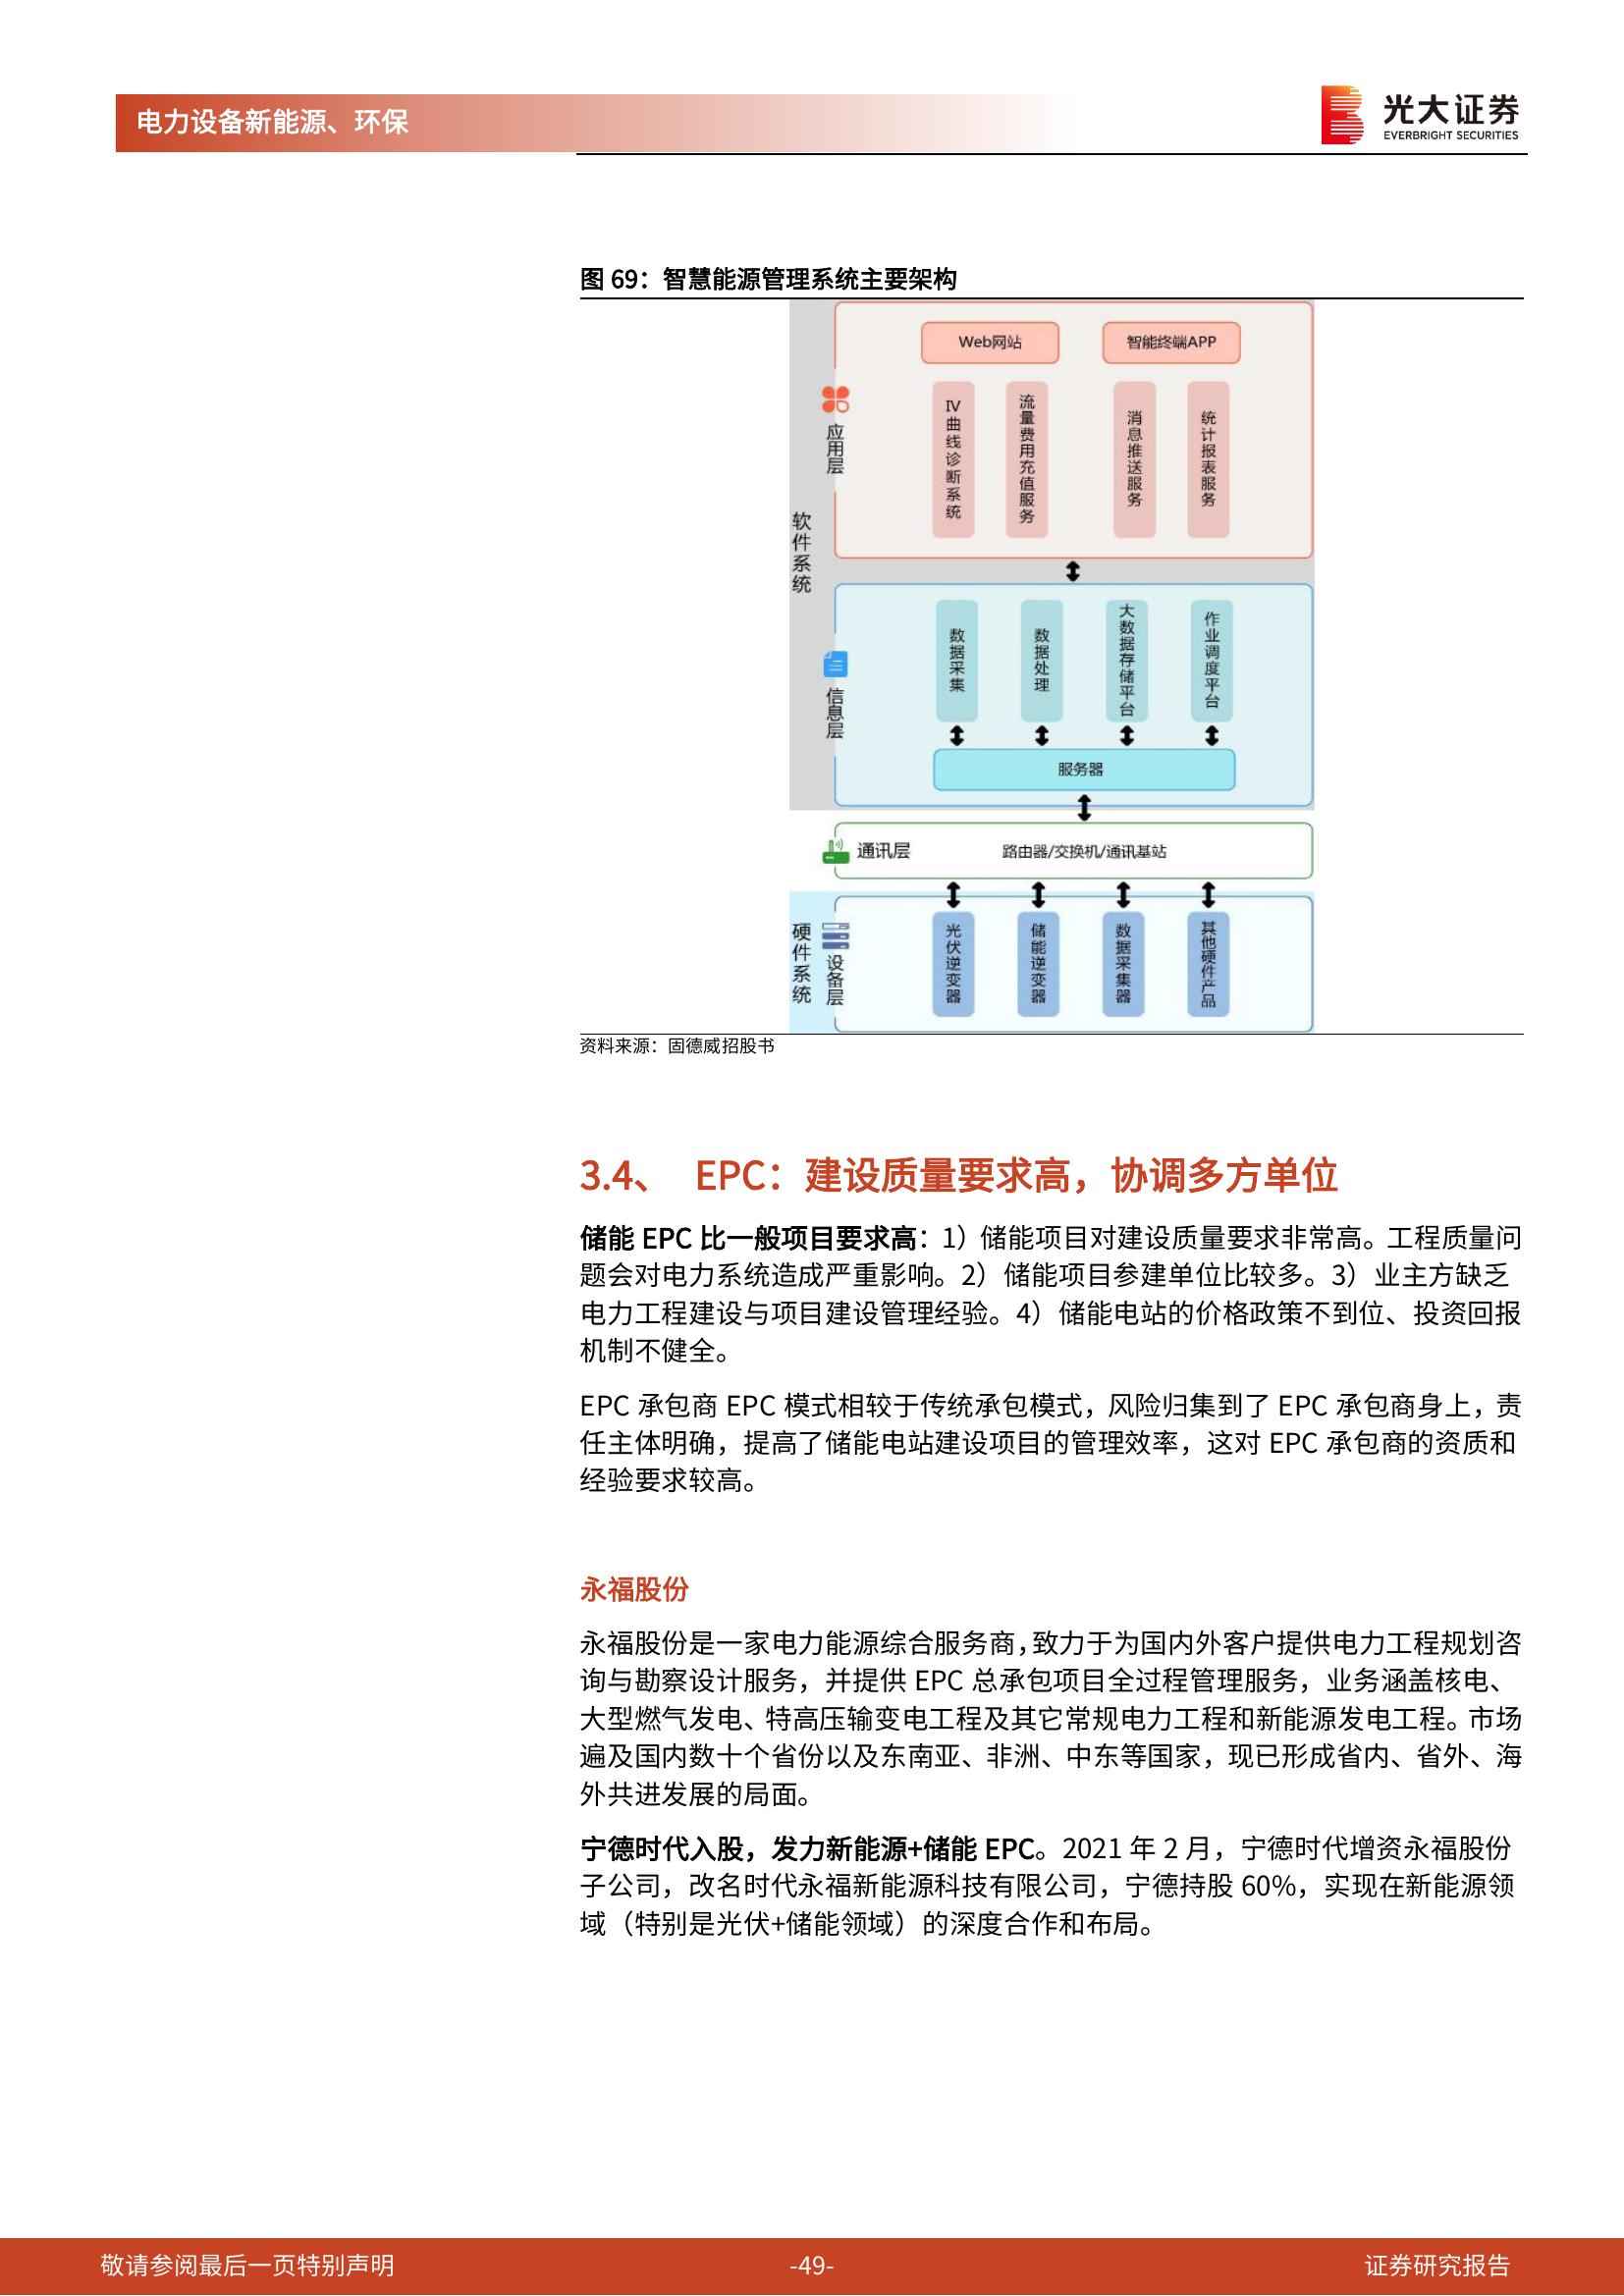 电力设备新能源、环保
光大证券
EVERBRIGHT SECURITIES
图 69：智慧能源管理系统主要架构
软件系统
应用层
Web网站
智能终端APP
IV曲线诊断系统
流量费用充值服务
消息推送服务
统计报表服务
信息层
数据采集
数据处理
大数据存储平台
作业调度平台
服务器
通讯层
路由器/交换机/通讯基站
硬件系统
设备层
光伏逆变器
储能逆变器
数据采集器
其他硬件产品
资料来源：固德威招股书
3.4、 EPC：建设质量要求高，协调多方单位
储能 EPC 比一般项目要求高：1）储能项目对建设质量要求非常高。工程质量问
题会对电力系统造成严重影响。2）储能项目参建单位比较多。3）业主方缺乏
电力工程建设与项目建设管理经验。4）储能电站的价格政策不到位、投资回报
机制不健全。
EPC 承包商 EPC 模式相较于传统承包模式，风险归集到了 EPC 承包商身上，责
任主体明确，提高了储能电站建设项目的管理效率，这对 EPC 承包商的资质和
经验要求较高。
永福股份
永福股份是一家电力能源综合服务商，致力于为国内外客户提供电力工程规划咨
询与勘察设计服务，并提供 EPC 总承包项目全过程管理服务，业务涵盖核电、
大型燃气发电、特高压输变电工程及其它常规电力工程和新能源发电工程。市场
遍及国内数十个省份以及东南亚、非洲、中东等国家，现已形成省内、省外、海
外共进发展的局面。
宁德时代入股，发力新能源+储能 EPC。2021 年 2 月，宁德时代增资永福股份
子公司，改名时代永福新能源科技有限公司，宁德持股 60%，实现在新能源领
域（特别是光伏+储能领域）的深度合作和布局。
敬请参阅最后一页特别声明
-49-
证券研究报告